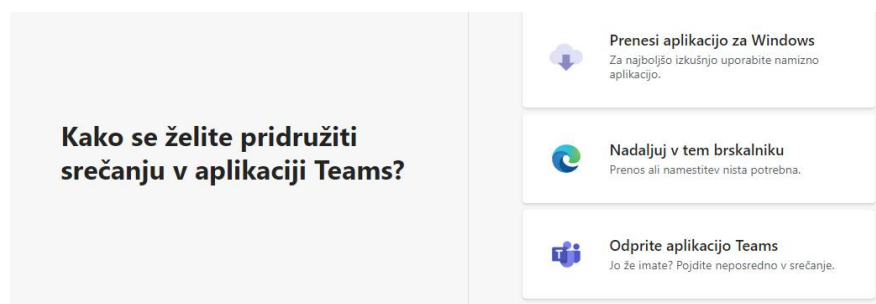 Kako se želite pridružiti
srečanju v aplikaciji Teams?
Prenesi aplikacijo za Windows
Za najboljšo izkušnjo uporabite namizno
aplikacijo.
Nadaljuj v tem brskalniku
Prenos ali namestitev nista potrebna.
Odprite aplikacijo Teams
Jo že imate? Pojdite neposredno v srečanje.